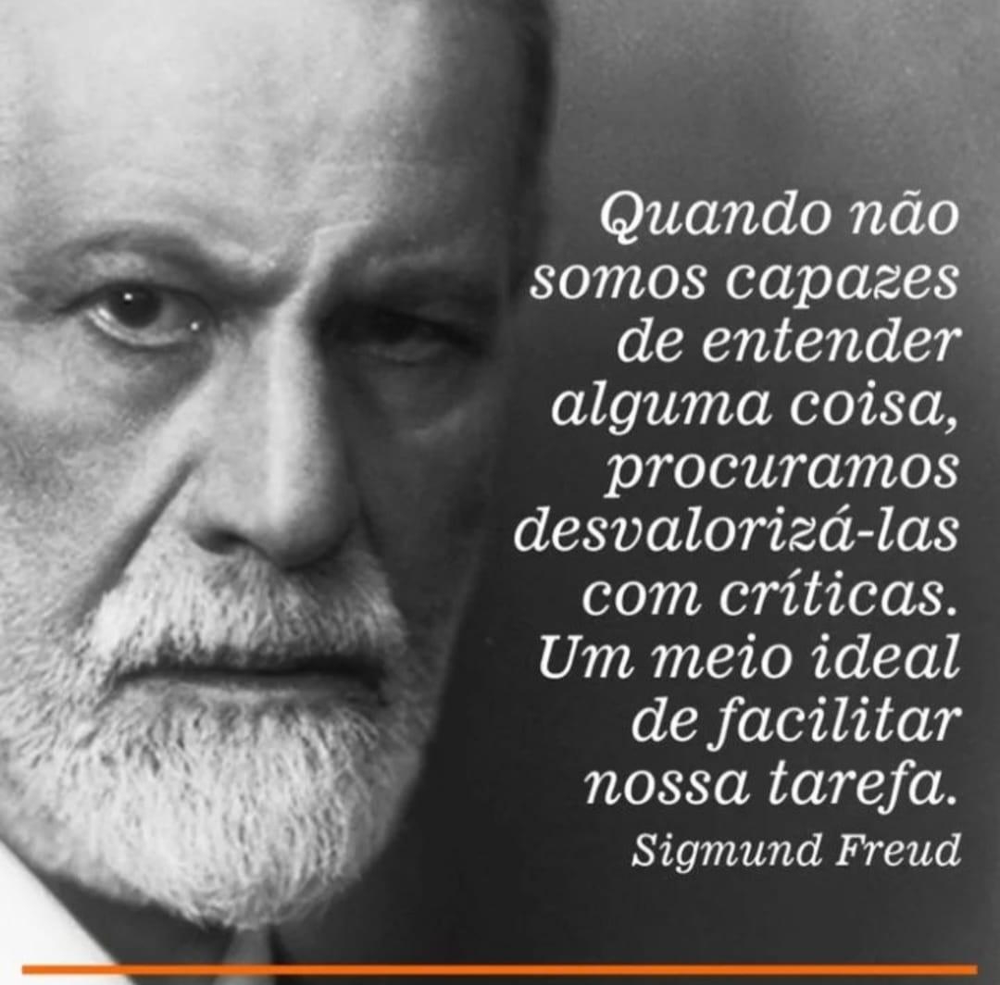 Quando não
somos capazes
de entender
alguma coisa,
procuramos
desvalorizá-las
com críticas.
Um meio ideal
de facilitar
nossa tarefa.
Sigmund Freud